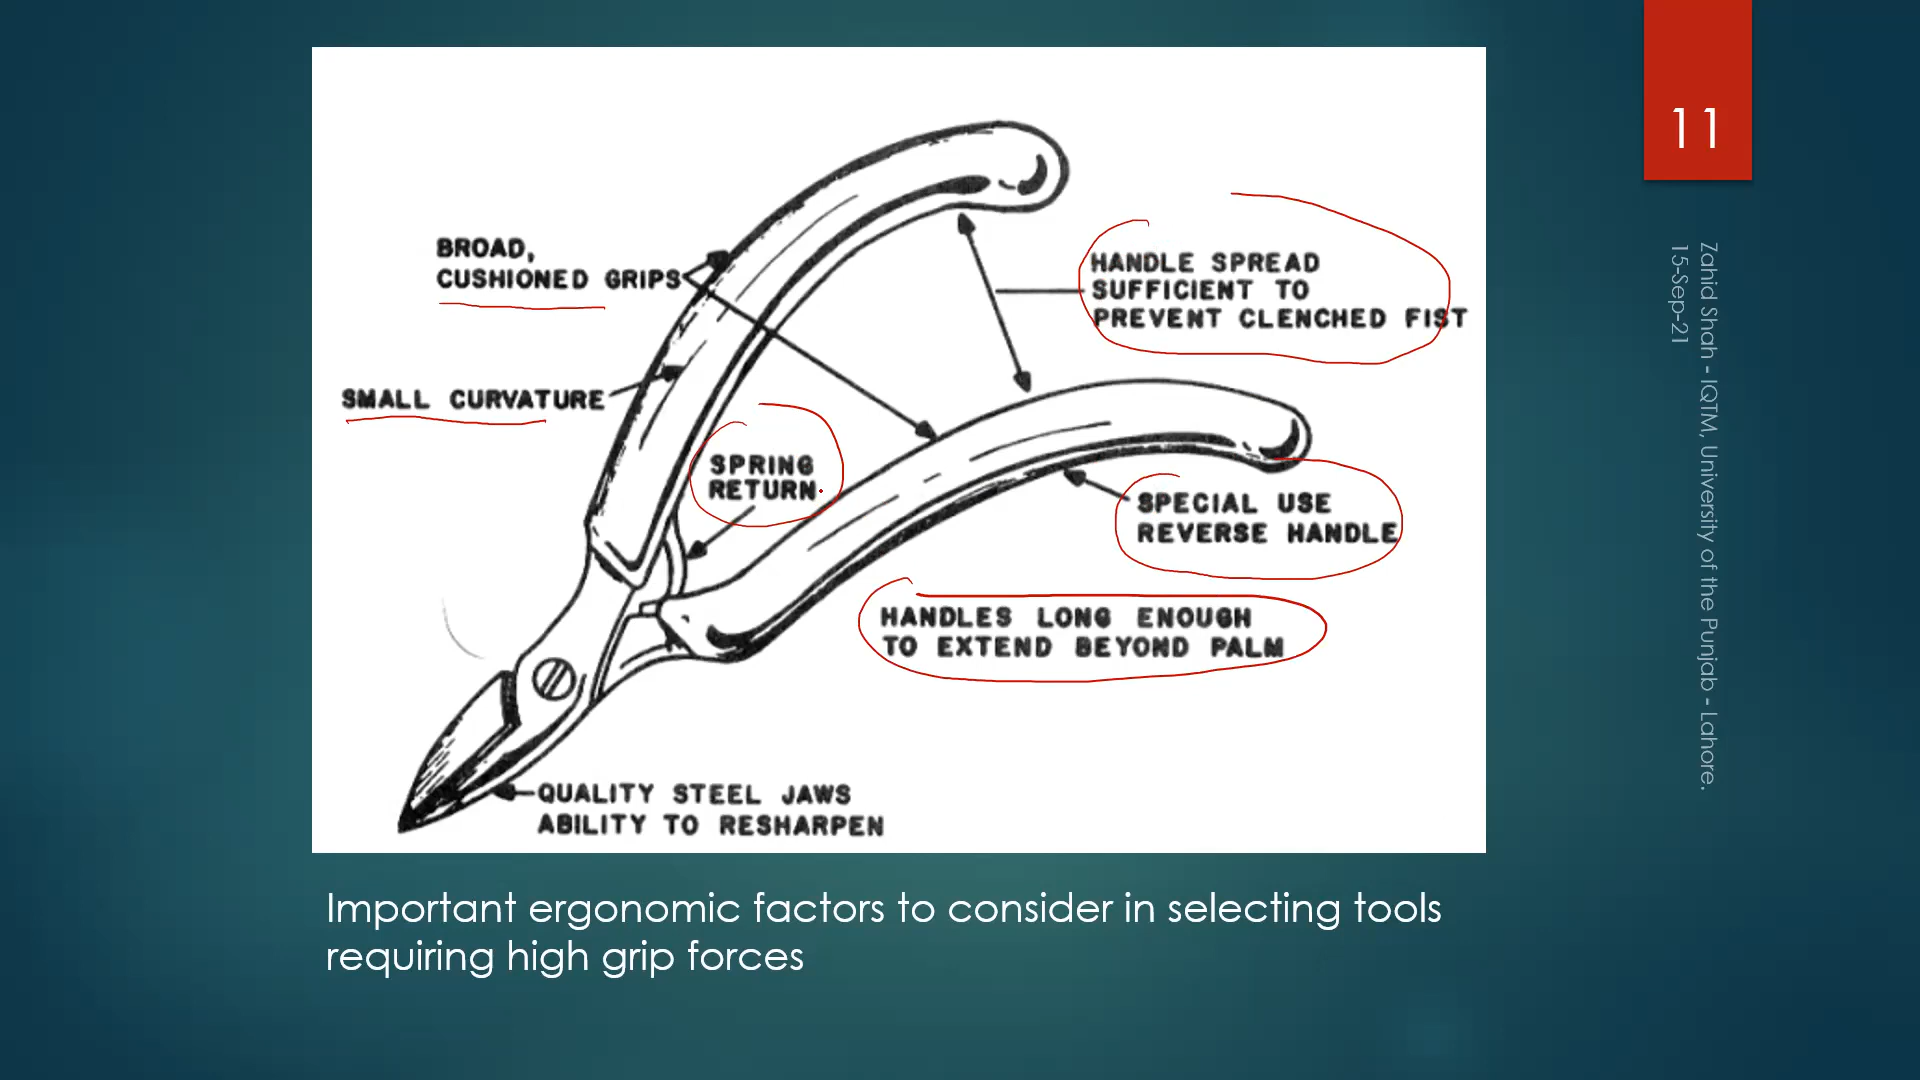 11
BROAD,
CUSHIONED GRIPS
HANDLE SPREAD
SUFFICIENT TO
PREVENT CLENCHED FIST
SMALL CURVATURE
SPRING
RETURN
SPECIAL USE
REVERSE HANDLE
HANDLES LONG ENOUGH
TO EXTEND BEYOND PALM
QUALITY STEEL JAWS
ABILITY TO RESHARPEN
Important ergonomic factors to consider in selecting tools
requiring high grip forces
Zahid Shah - IQTM, University of the Punjab - Lahore.
15-Sep-21